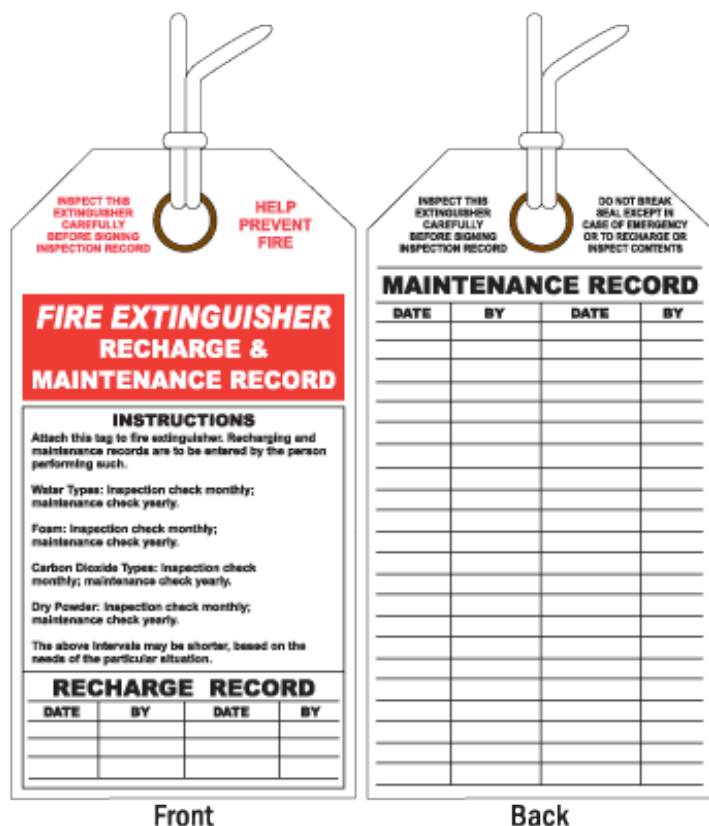 INSPECT THIS
EXTINGUISHER
CAREFULLY
BEFORE SIGNING
INSPECTION RECORD
HELP
PREVENT
FIRE
FIRE EXTINGUISHER
RECHARGE &
MAINTENANCE RECORD
INSTRUCTIONS
Attach this tag to fire extinguisher. Recharging and
maintenance records are to be entered by the person
performing such.
Water Types: Inspection check monthly;
maintenance check yearly.
Foam: Inspection check monthly;
maintenance check yearly.
Carbon Dioxide Types: Inspection check
monthly; maintenance check yearly.
Dry Powder: Inspection check monthly;
maintenance check yearly.
The above intervals may be shorter, based on the
needs of the particular situation.
RECHARGE RECORD
DATE BY DATE BY
Front
INSPECT THIS
EXTINGUISHER
CAREFULLY
BEFORE SIGNING
INSPECTION RECORD
DO NOT BREAK
SEAL EXCEPT IN
CASE OF EMERGENCY
OR TO RECHARGE OR
INSPECT CONTENTS
MAINTENANCE RECORD
DATE BY DATE BY
Back